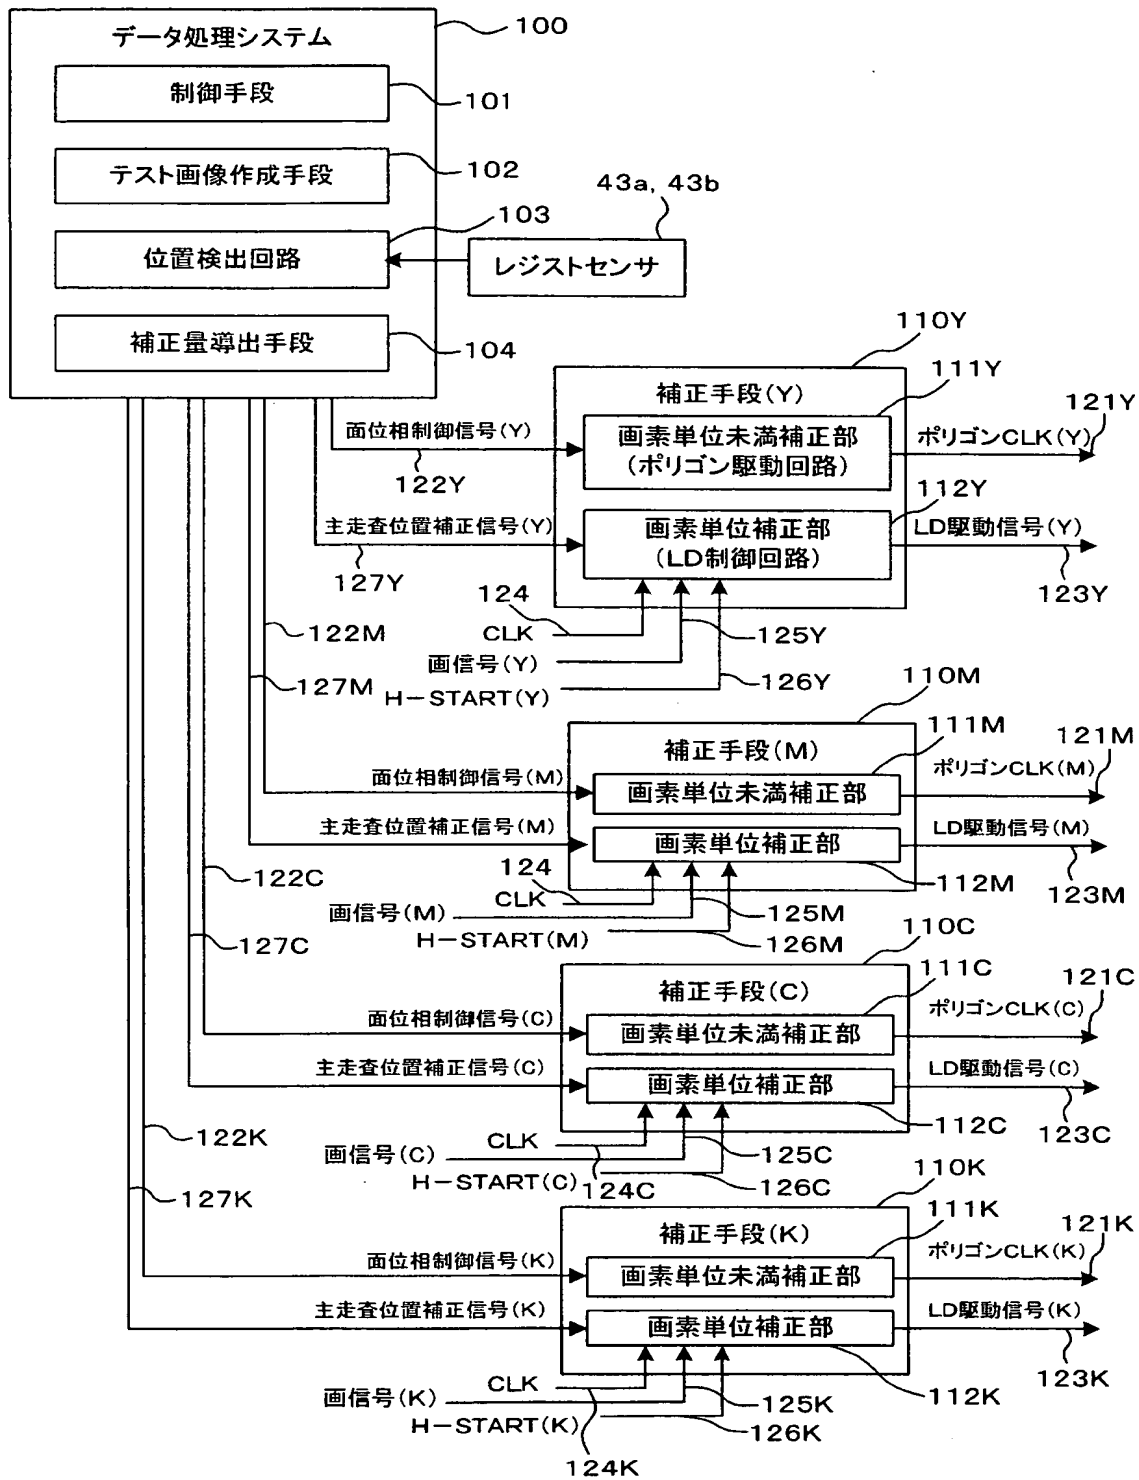 データ処理システム
100
制御手段
101
テスト画像作成手段
102
位置検出回路
103
43a, 43b
レジストセンサ
補正量導出手段
104
110Y
補正手段(Y)
111Y
面位相制御信号(Y)
122Y
画素単位未満補正部
(ポリゴン駆動回路)
ポリゴンCLK(Y)
121Y
112Y
主走査位置補正信号(Y)
127Y
画素単位補正部
(LD制御回路)
LD駆動信号(Y)
123Y
124
CLK
125Y
画信号(Y)
126Y
H-START(Y)
122M
127M
110M
補正手段(M)
111M
121M
面位相制御信号(M)
画素単位未満補正部
ポリゴンCLK(M)
主走査位置補正信号(M)
画素単位補正部
LD駆動信号(M)
123M
112M
122C
124
CLK
画信号(M)
125M
H-START(M)
126M
127C
110C
補正手段(C)
111C
121C
面位相制御信号(C)
画素単位未満補正部
ポリゴンCLK(C)
主走査位置補正信号(C)
画素単位補正部
LD駆動信号(C)
123C
112C
122K
CLK
画信号(C)
125C
H-START(C)
124C
126C
127K
110K
補正手段(K)
111K
121K
面位相制御信号(K)
画素単位未満補正部
ポリゴンCLK(K)
主走査位置補正信号(K)
画素単位補正部
LD駆動信号(K)
123K
112K
CLK
画信号(K)
125K
H-START(K)
126K
124K